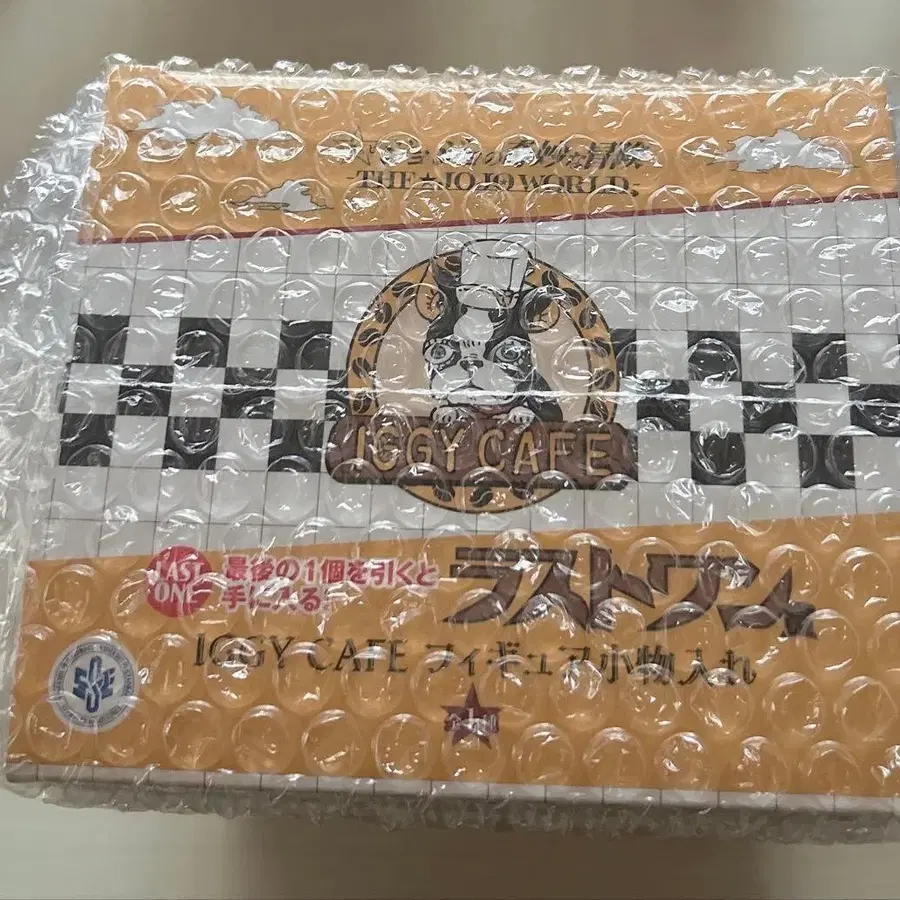 ジョジョの奇妙な冒険
-THE★JOJO WORLD-
IGGY CAFE
LAST ONE
最後の1個を引くと
手に入る!
ラストワン
IGGY CAFE フィギュア小物入れ
全1種